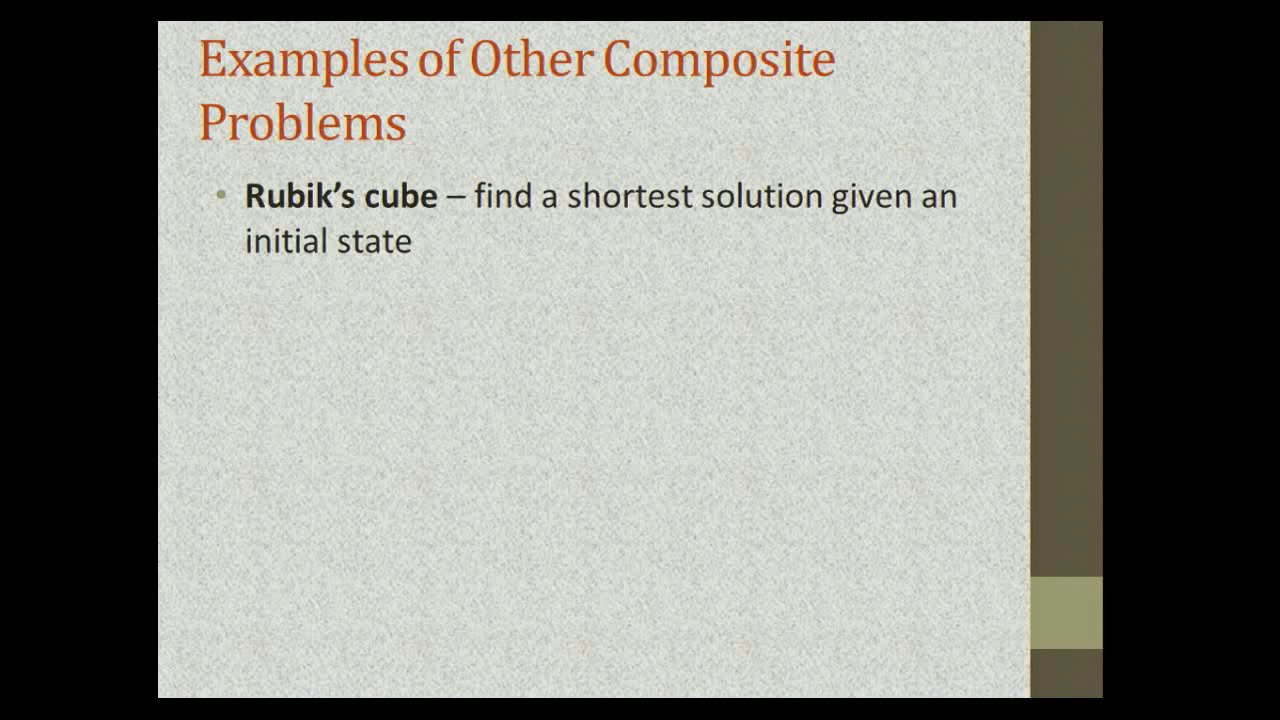 Examples of Other Composite
Problems
• Rubik’s cube – find a shortest solution given an
initial state